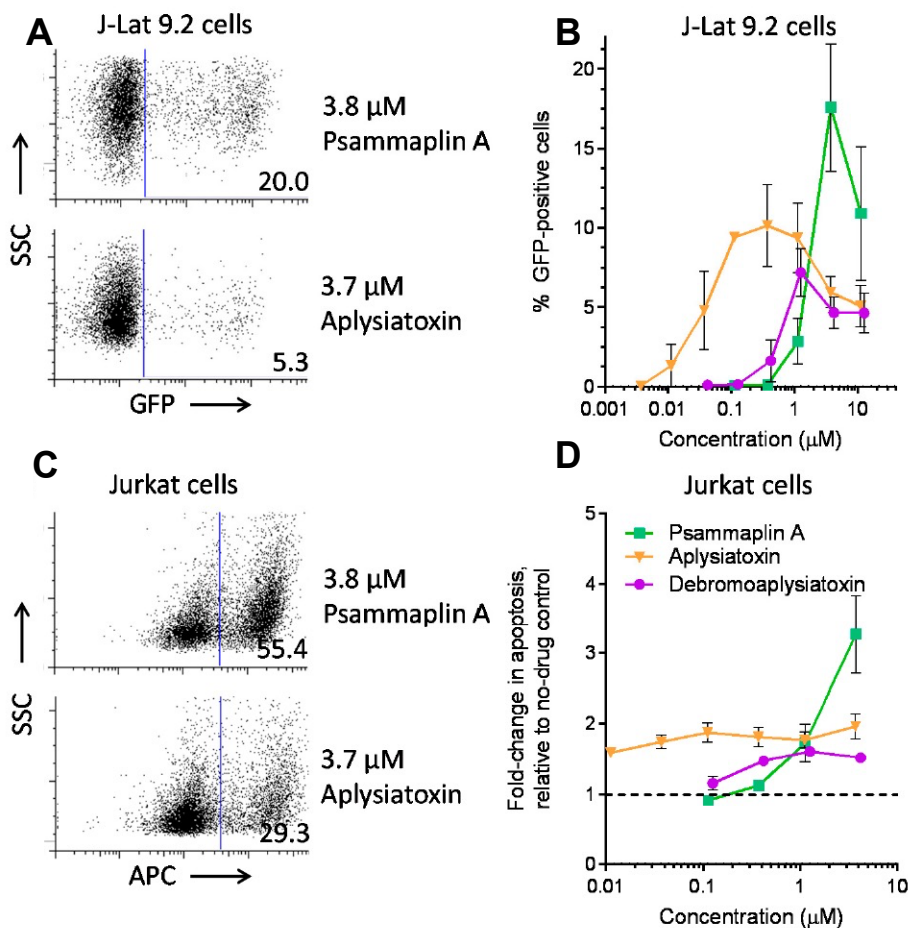 A
J-Lat 9.2 cells
3.8 µM
Psammaplin A
20.0
SSC
3.7 µM
Aplysiatoxin
5.3
GFP
B
J-Lat 9.2 cells
% GFP-positive cells
20
15
10
5
0
0.001
0.01
0.1
1
10
Concentration (µM)
C
Jurkat cells
3.8 µM
Psammaplin A
55.4
SSC
3.7 µM
Aplysiatoxin
29.3
APC
D
Jurkat cells
Psammaplin A
Aplysiatoxin
Debromoaplysiatoxin
Fold-change in apoptosis,
relative to no-drug control
5
4
3
2
1
0
0.01
0.1
1
10
Concentration (µM)